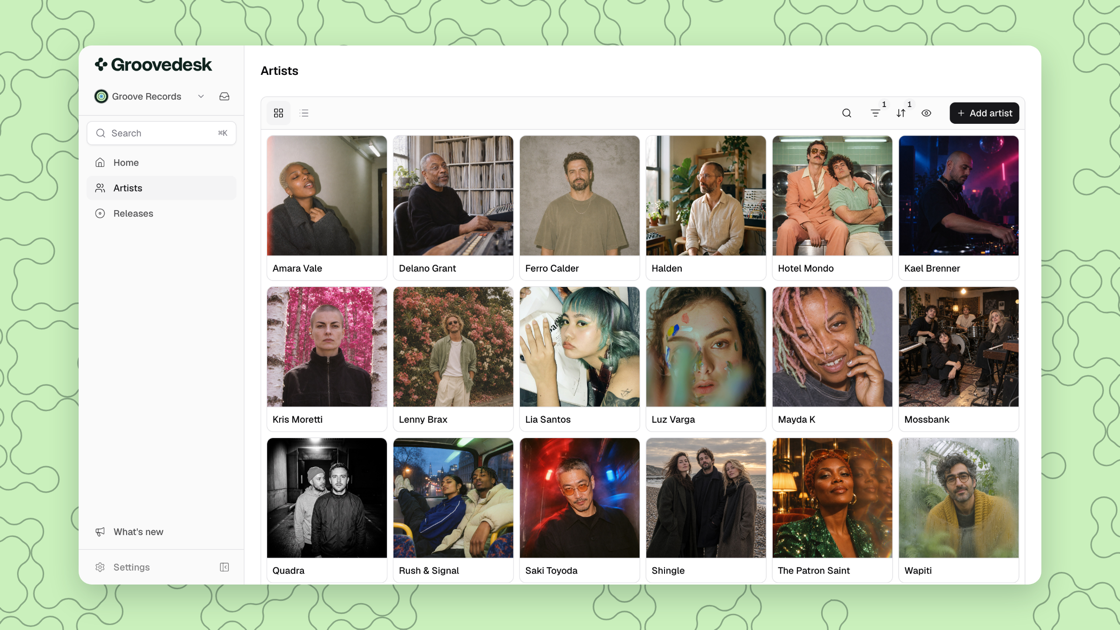 Groovedesk
Groove Records
Search
⌘K
Home
Artists
Releases
What's new
Settings
Artists
1
1
+ Add artist
Amara Vale
Delano Grant
Ferro Calder
Halden
Hotel Mondo
Kael Brenner
Kris Moretti
Lenny Brax
Lia Santos
Luz Varga
Mayda K
Mossbank
Quadra
Rush & Signal
Saki Toyoda
Shingle
The Patron Saint
Wapiti